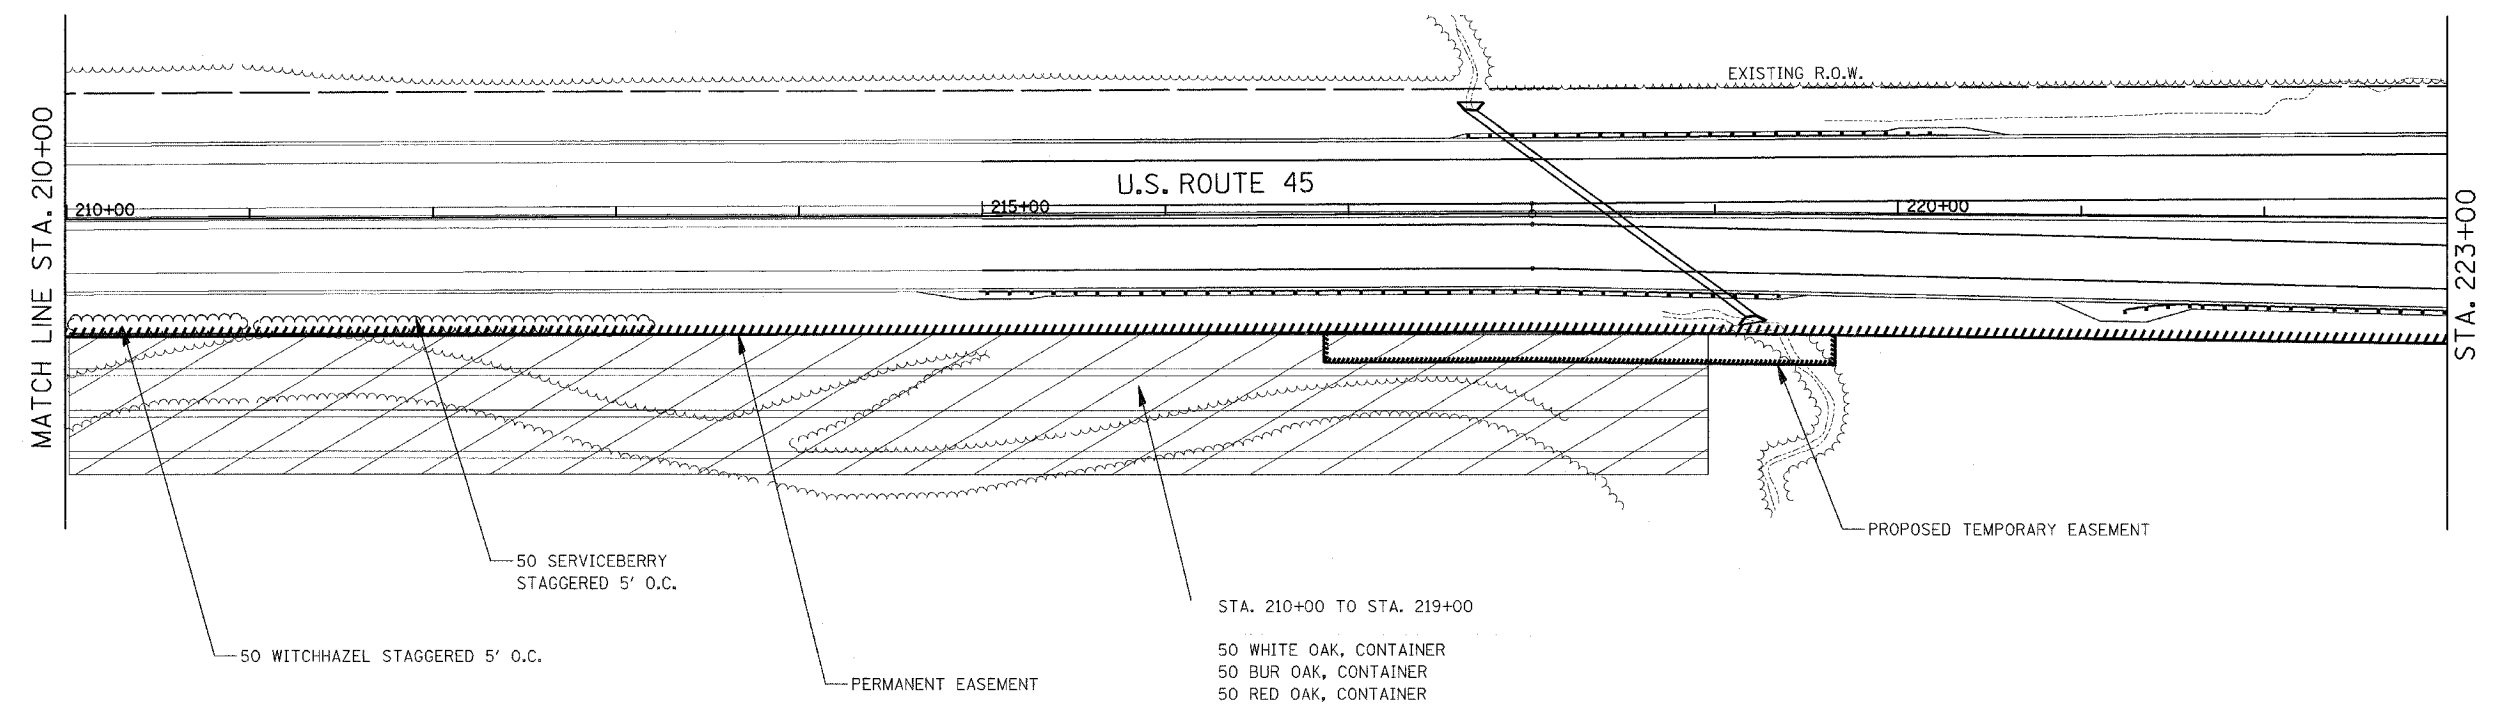 MATCH LINE STA. 210+00
EXISTING R.O.W.
U.S. ROUTE 45
210+00
215+00
220+00
STA. 223+00
PROPOSED TEMPORARY EASEMENT
50 SERVICEBERRY
STAGGERED 5' O.C.
STA. 210+00 TO STA. 219+00
50 WITCHHAZEL STAGGERED 5' O.C.
PERMANENT EASEMENT
50 WHITE OAK, CONTAINER
50 BUR OAK, CONTAINER
50 RED OAK, CONTAINER